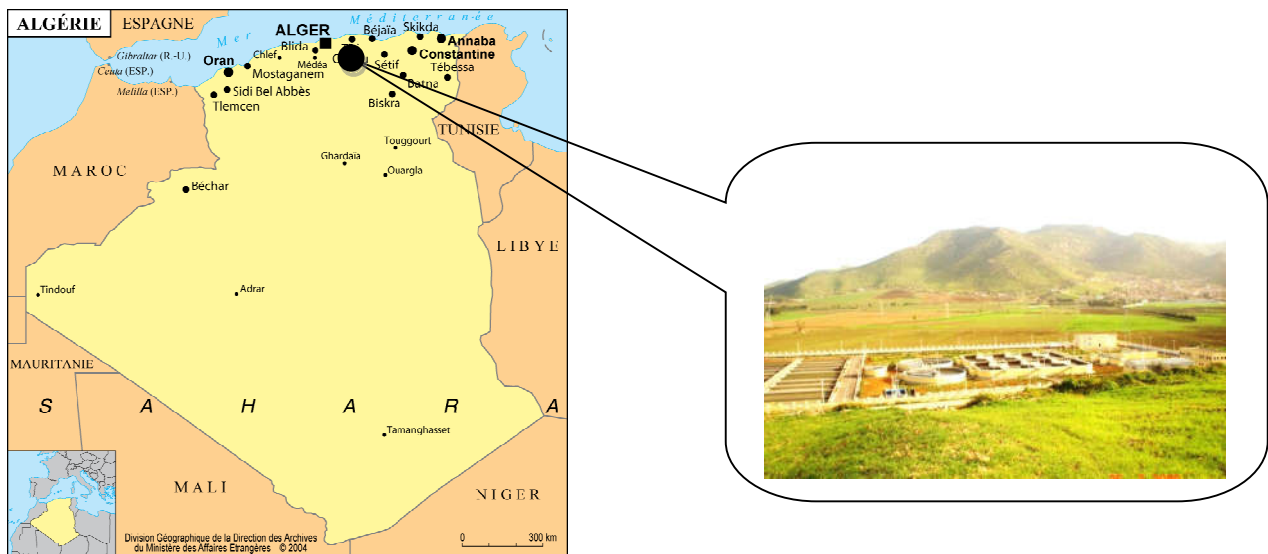 ALGÉRIE
ESPAGNE
Mer Méditerranée
Gibraltar (R.-U.)
Ceuta (ESP.)
Melilla (ESP.)
ALGER
Béjaïa
Skikda
Annaba
Constantine
Blida
Chlef
Médéa
Oran
Mostaganem
Sétif
Tébessa
Batna
Sidi Bel Abbès
Tlemcen
Biskra
TUNISIE
Touggourt
Ghardaïa
Ouargla
MAROC
Béchar
LIBYE
Tindouf
Adrar
MAURITANIE
SAHARA
Tamanghasset
MALI
NIGER
Division Géographique de la Direction des Archives
du Ministère des Affaires Etrangères © 2004
0 300 km